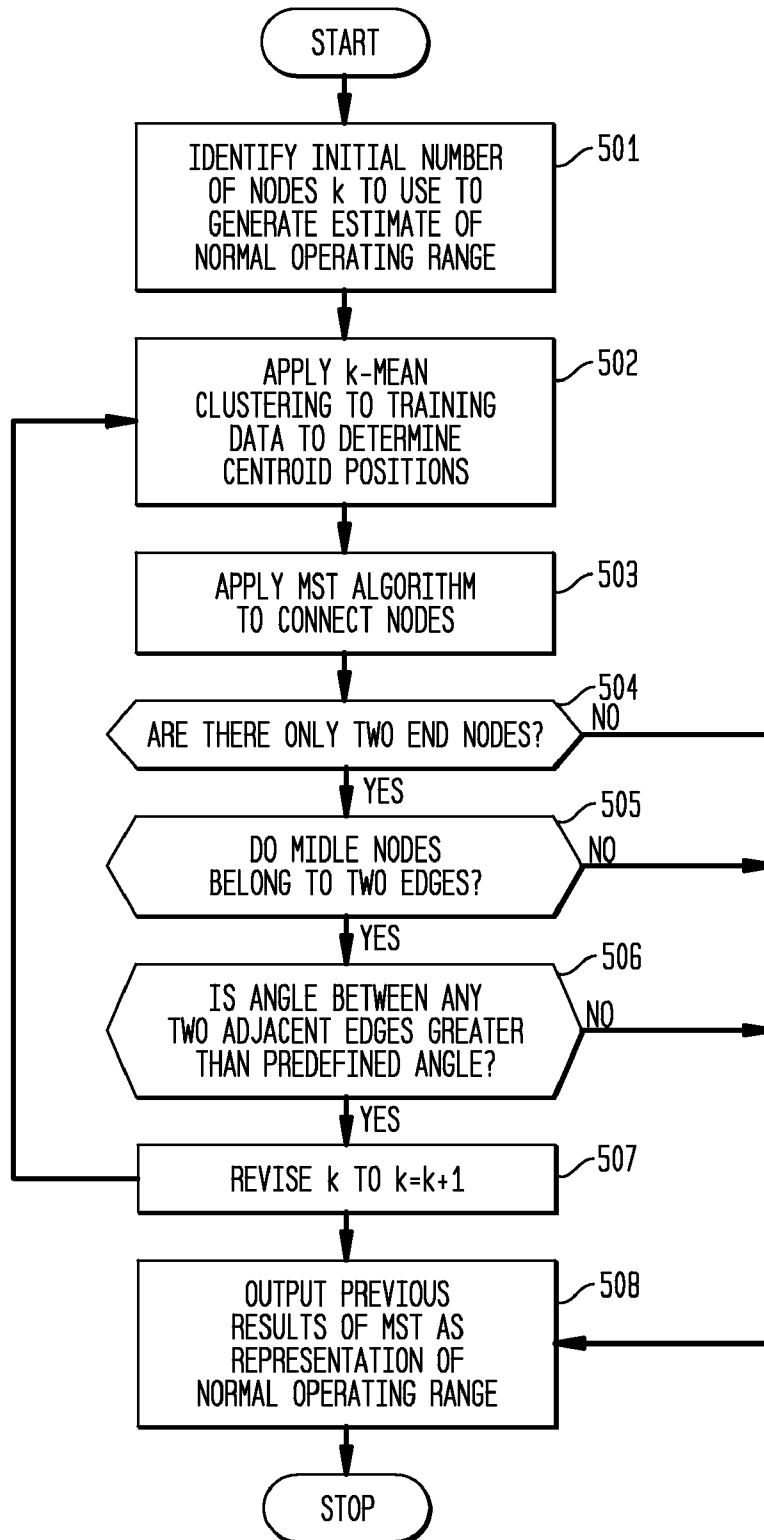 START
IDENTIFY INITIAL NUMBER
OF NODES k TO USE TO
GENERATE ESTIMATE OF
NORMAL OPERATING RANGE
501
APPLY k-MEAN
CLUSTERING TO TRAINING
DATA TO DETERMINE
CENTROID POSITIONS
502
APPLY MST ALGORITHM
TO CONNECT NODES
503
ARE THERE ONLY TWO END NODES?
504
NO
YES
DO MIDLE NODES
BELONG TO TWO EDGES?
505
NO
YES
IS ANGLE BETWEEN ANY
TWO ADJACENT EDGES GREATER
THAN PREDEFINED ANGLE?
506
NO
YES
REVISE k TO k=k+1
507
OUTPUT PREVIOUS
RESULTS OF MST AS
REPRESENTATION OF
NORMAL OPERATING RANGE
508
STOP